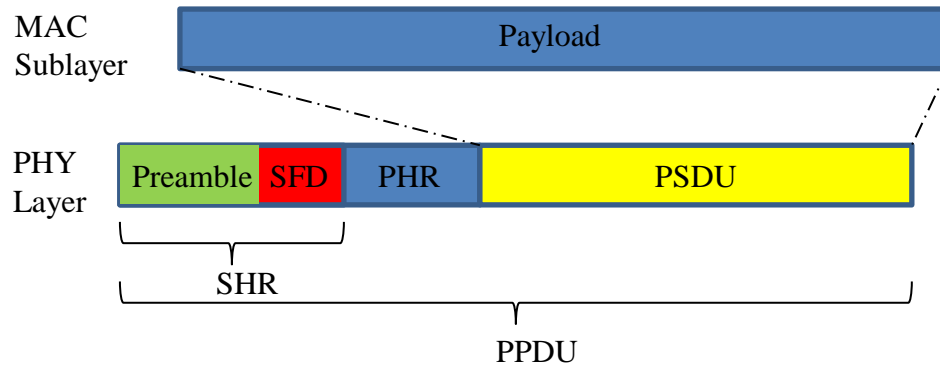 MAC
Sublayer
Payload
PHY
Layer
Preamble SFD PHR PSDU
SHR
PPDU